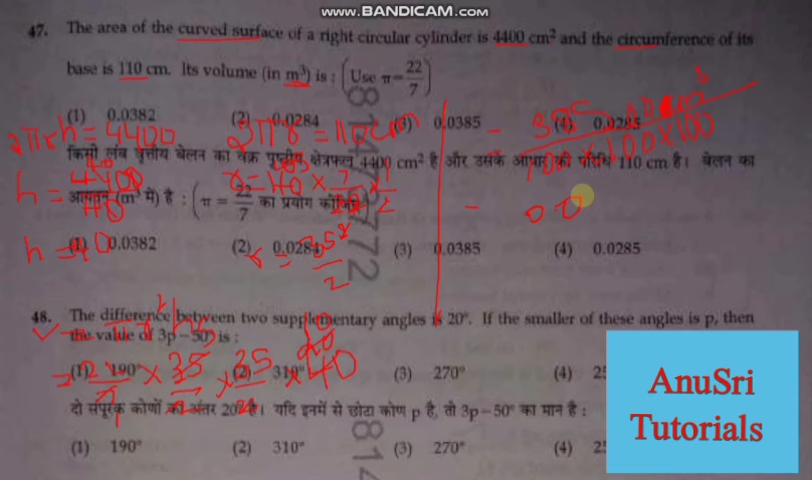 WWW.BANDICAM.COM
47. The area of the curved surface of a right circular cylinder is 4400 cm² and the circumference of its
base is 110 cm. Its volume (in m³) is : (Use π = 22/7)
(1) 0.0382 (2) 0.0284 (3) 0.0385 (4) 0.0285
2πrh = 4400 2πr = 110 cm
किसी लंब वृत्तीय बेलन का वक्र पृष्ठीय क्षेत्रफल 4400 cm² है और उसके आधार की परिधि 110 cm है। बेलन का
आयतन (m³ में) है : (π = 22/7 का प्रयोग कीजिए)
h = 40
(1) 0.0382 (2) 0.0284 (3) 0.0385 (4) 0.0285
48. The difference between two supplementary angles is 20°. If the smaller of these angles is p, then
the value of 3p – 50° is :
(1) 190° (2) 310° (3) 270° (4)
दो संपूरक कोणों का अंतर 20° है। यदि इनमें से छोटा कोण p है, तो 3p – 50° का मान है :
(1) 190° (2) 310° (3) 270° (4)
8147
3772
814
AnuSri
Tutorials